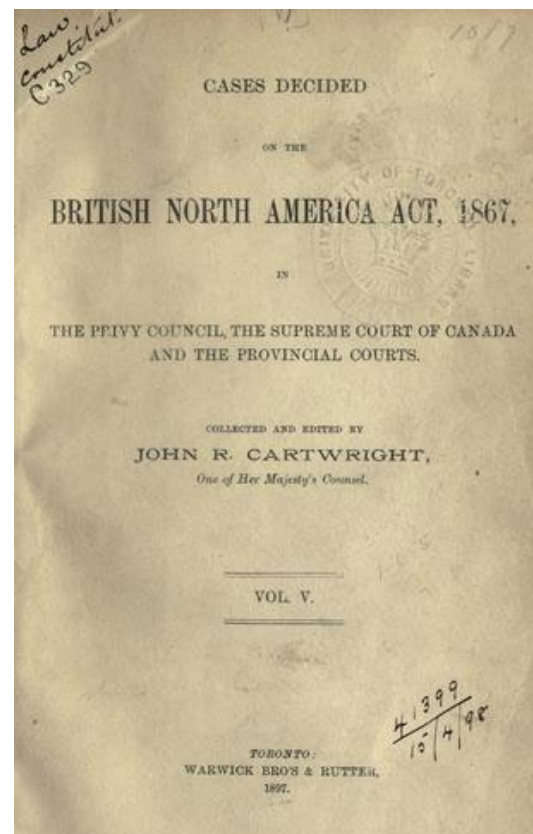 Law
constitut.
C329
CASES DECIDED
ON THE
BRITISH NORTH AMERICA ACT, 1867,
IN
THE PRIVY COUNCIL, THE SUPREME COURT OF CANADA
AND THE PROVINCIAL COURTS.
COLLECTED AND EDITED BY
JOHN R. CARTWRIGHT,
One of Her Majesty's Counsel.
VOL. V.
41399
15/4/98
TORONTO:
WARWICK BRO'S & RUTTER,
1897.